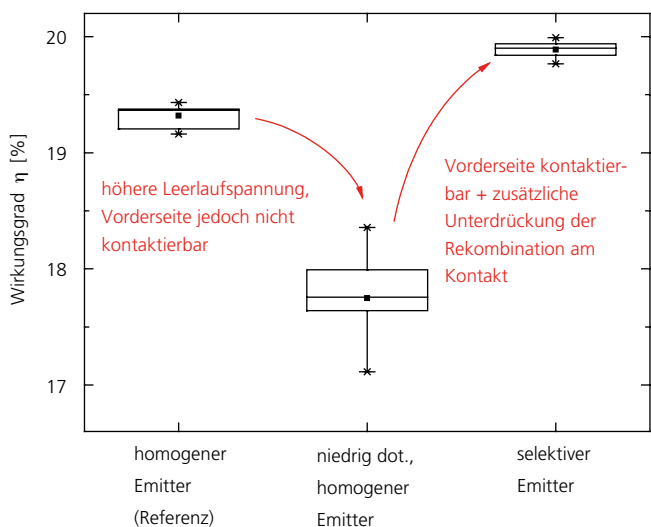 20
19
18
17
Wirkungsgrad η [%]
höhere Leerlaufspannung,
Vorderseite jedoch nicht
kontaktierbar
Vorderseite kontaktier-
bar + zusätzliche
Unterdrückung der
Rekombination am
Kontakt
homogener
Emitter
(Referenz)
niedrig dot.,
homogener
Emitter
selektiver
Emitter